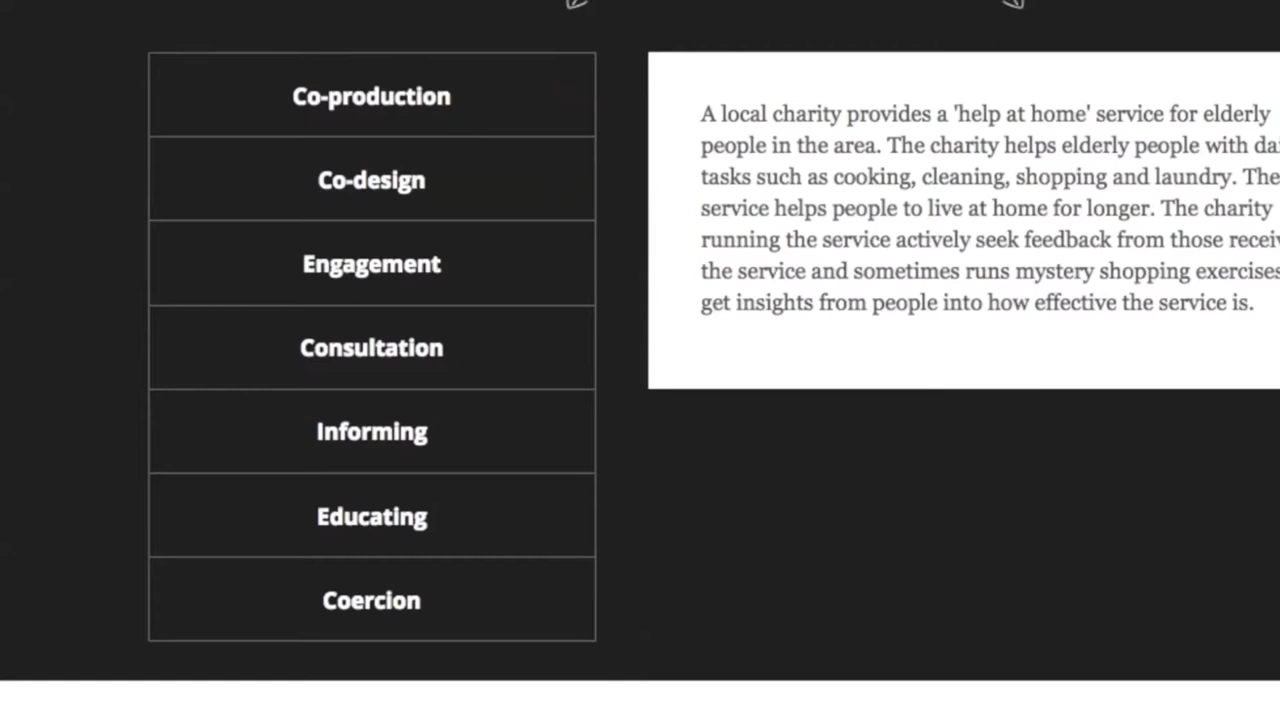 Co-production
Co-design
Engagement
Consultation
Informing
Educating
Coercion
A local charity provides a 'help at home' service for elderly
people in the area. The charity helps elderly people with
tasks such as cooking, cleaning, shopping and laundry. The
service helps people to live at home for longer. The charity
running the service actively seek feedback from those
the service and sometimes runs mystery shopping exercises
get insights from people into how effective the service is.